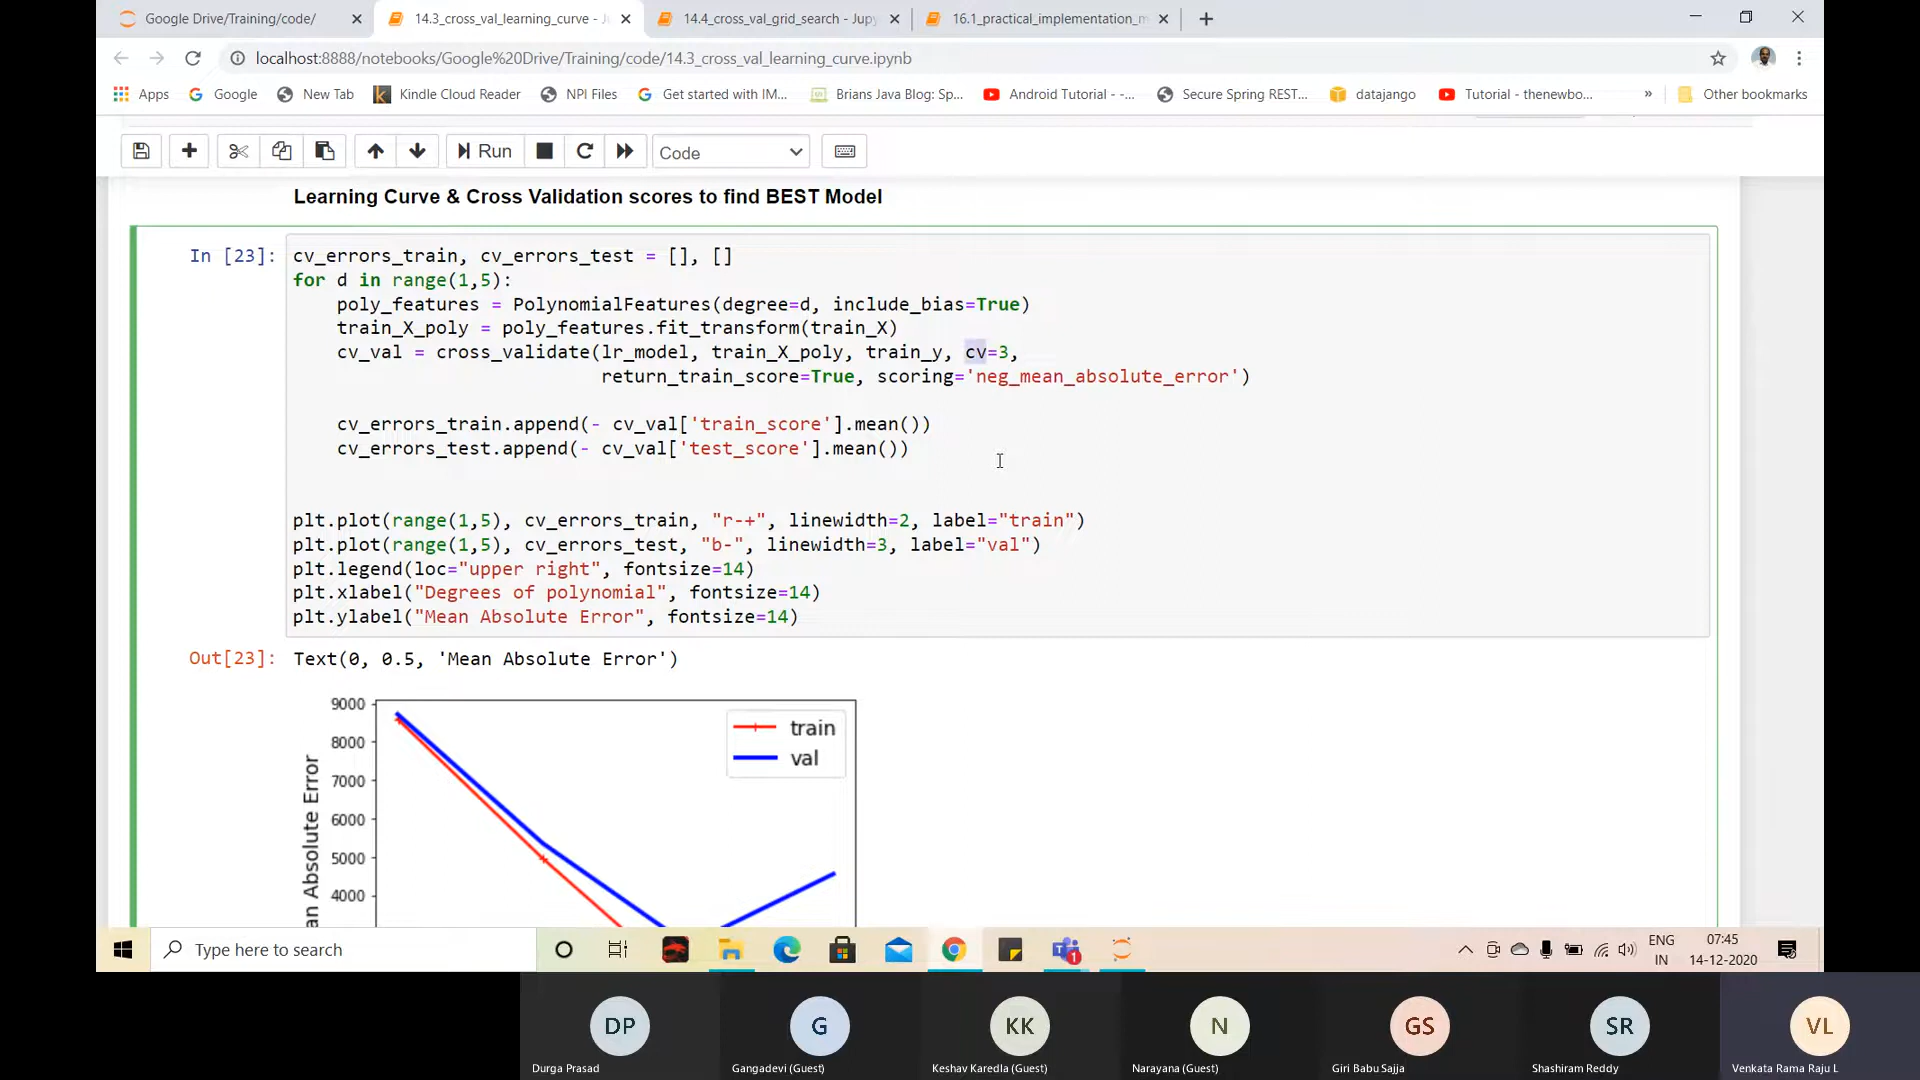 Google Drive/Training/code/
14.3_cross_val_learning_curve - J
14.4_cross_val_grid_search - Jupy
16.1_practical_implementation_m
localhost:8888/notebooks/Google%20Drive/Training/code/14.3_cross_val_learning_curve.ipynb
Apps Google New Tab Kindle Cloud Reader NPI Files Get started with IM... Brians Java Blog: Sp... Android Tutorial - -... Secure Spring REST... datajango Tutorial - thenewbo... » Other bookmarks
Run Code
Learning Curve & Cross Validation scores to find BEST Model
In [23]: cv_errors_train, cv_errors_test = [], []
for d in range(1,5):
    poly_features = PolynomialFeatures(degree=d, include_bias=True)
    train_X_poly = poly_features.fit_transform(train_X)
    cv_val = cross_validate(lr_model, train_X_poly, train_y, cv=3,
                            return_train_score=True, scoring='neg_mean_absolute_error')
    cv_errors_train.append(- cv_val['train_score'].mean())
    cv_errors_test.append(- cv_val['test_score'].mean())
plt.plot(range(1,5), cv_errors_train, "r-+", linewidth=2, label="train")
plt.plot(range(1,5), cv_errors_test, "b-", linewidth=3, label="val")
plt.legend(loc="upper right", fontsize=14)
plt.xlabel("Degrees of polynomial", fontsize=14)
plt.ylabel("Mean Absolute Error", fontsize=14)
Out[23]: Text(0, 0.5, 'Mean Absolute Error')
9000
8000
7000
6000
5000
4000
an Absolute Error
train
val
Type here to search
1
ENG
IN
07:45
14-12-2020
DP
Durga Prasad
G
Gangadevi (Guest)
KK
Keshav Karedla (Guest)
N
Narayana (Guest)
GS
Giri Babu Sajja
SR
Shashiram Reddy
VL
Venkata Rama Raju L